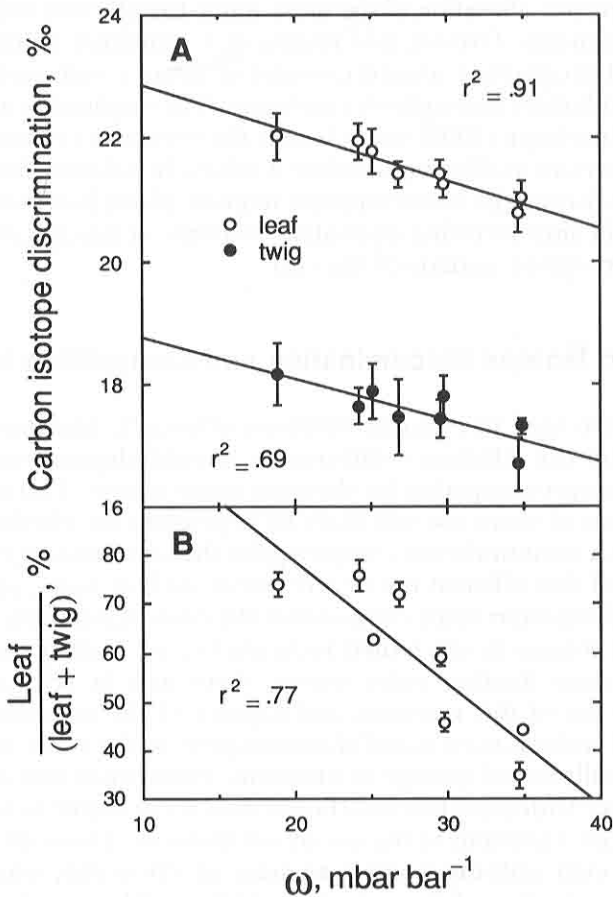 24
A
r² = .91
22
leaf
twig
20
18
r² = .69
16
Carbon isotope discrimination, ‰
B
80
70
60
50
r² = .77
40
30
Leaf
(leaf + twig), %
10
20
30
40
ω, mbar bar⁻¹